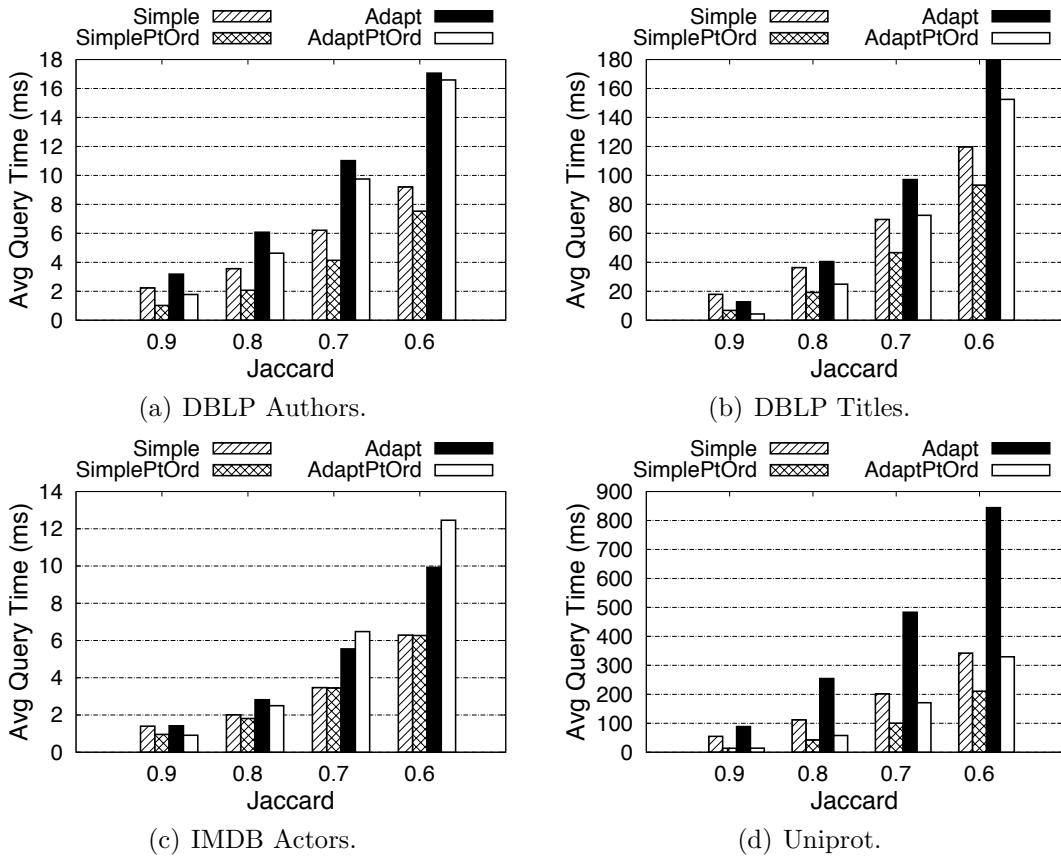 Simple
SimplePtOrd
Adapt
AdaptPtOrd
Avg Query Time (ms)
18
16
14
12
10
8
6
4
2
0
0.9 0.8 0.7 0.6
Jaccard
(a) DBLP Authors.
Simple
SimplePtOrd
Adapt
AdaptPtOrd
Avg Query Time (ms)
180
160
140
120
100
80
60
40
20
0
0.9 0.8 0.7 0.6
Jaccard
(b) DBLP Titles.
Simple
SimplePtOrd
Adapt
AdaptPtOrd
Avg Query Time (ms)
14
12
10
8
6
4
2
0
0.9 0.8 0.7 0.6
Jaccard
(c) IMDB Actors.
Simple
SimplePtOrd
Adapt
AdaptPtOrd
Avg Query Time (ms)
900
800
700
600
500
400
300
200
100
0
0.9 0.8 0.7 0.6
Jaccard
(d) Uniprot.